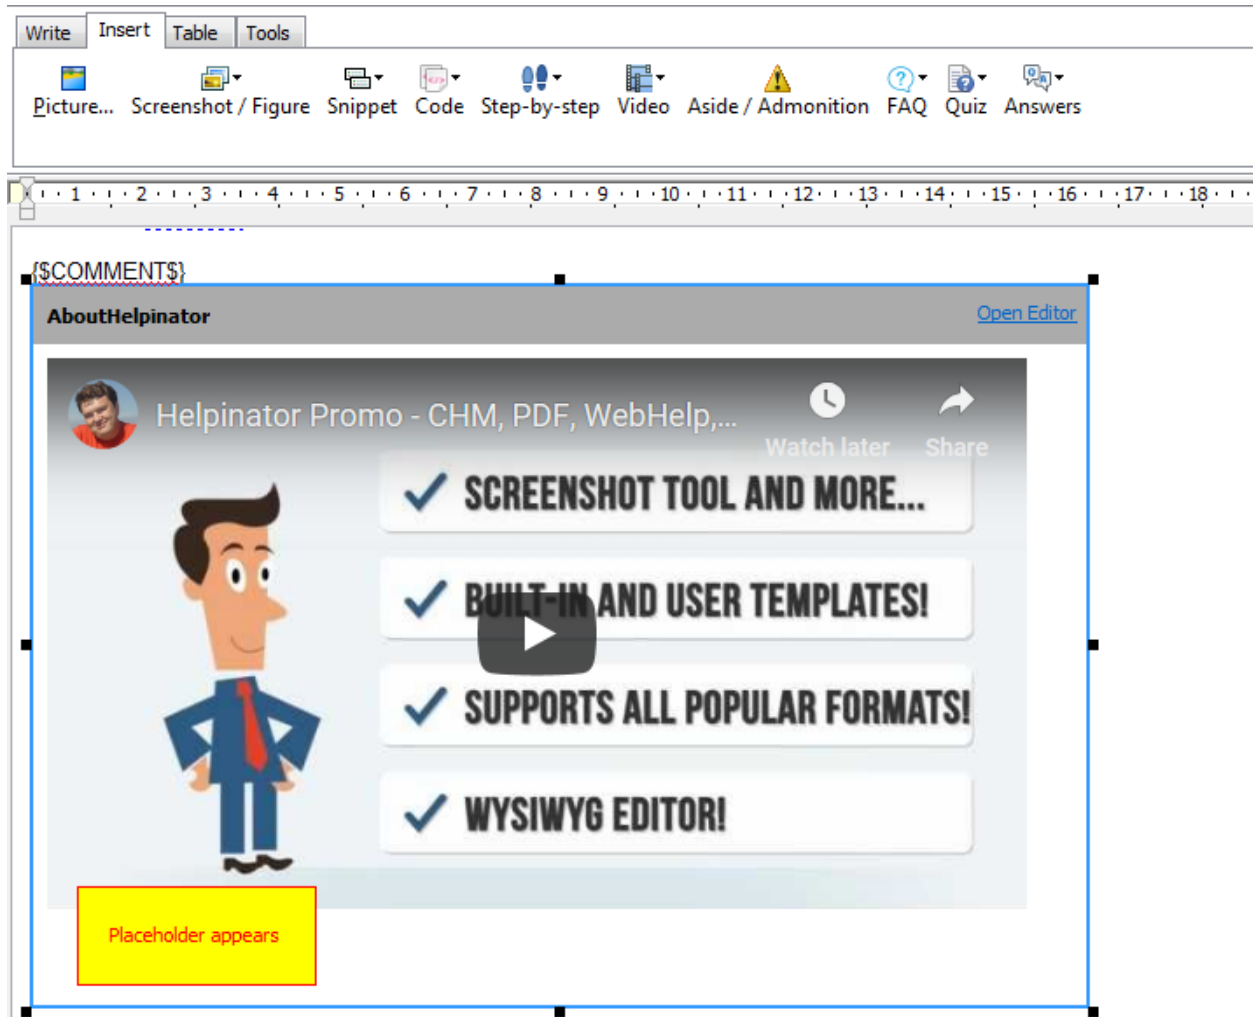 Write Insert Table Tools
Picture... Screenshot / Figure Snippet Code Step-by-step Video Aside / Admonition FAQ Quiz Answers
1 2 3 4 5 6 7 8 9 10 11 12 13 14 15 16 17 18
{$COMMENT$}
AboutHelpinator Open Editor
Helpinator Promo - CHM, PDF, WebHelp,...
Watch later Share
SCREENSHOT TOOL AND MORE...
BUILT-IN AND USER TEMPLATES!
SUPPORTS ALL POPULAR FORMATS!
WYSIWYG EDITOR!
Placeholder appears